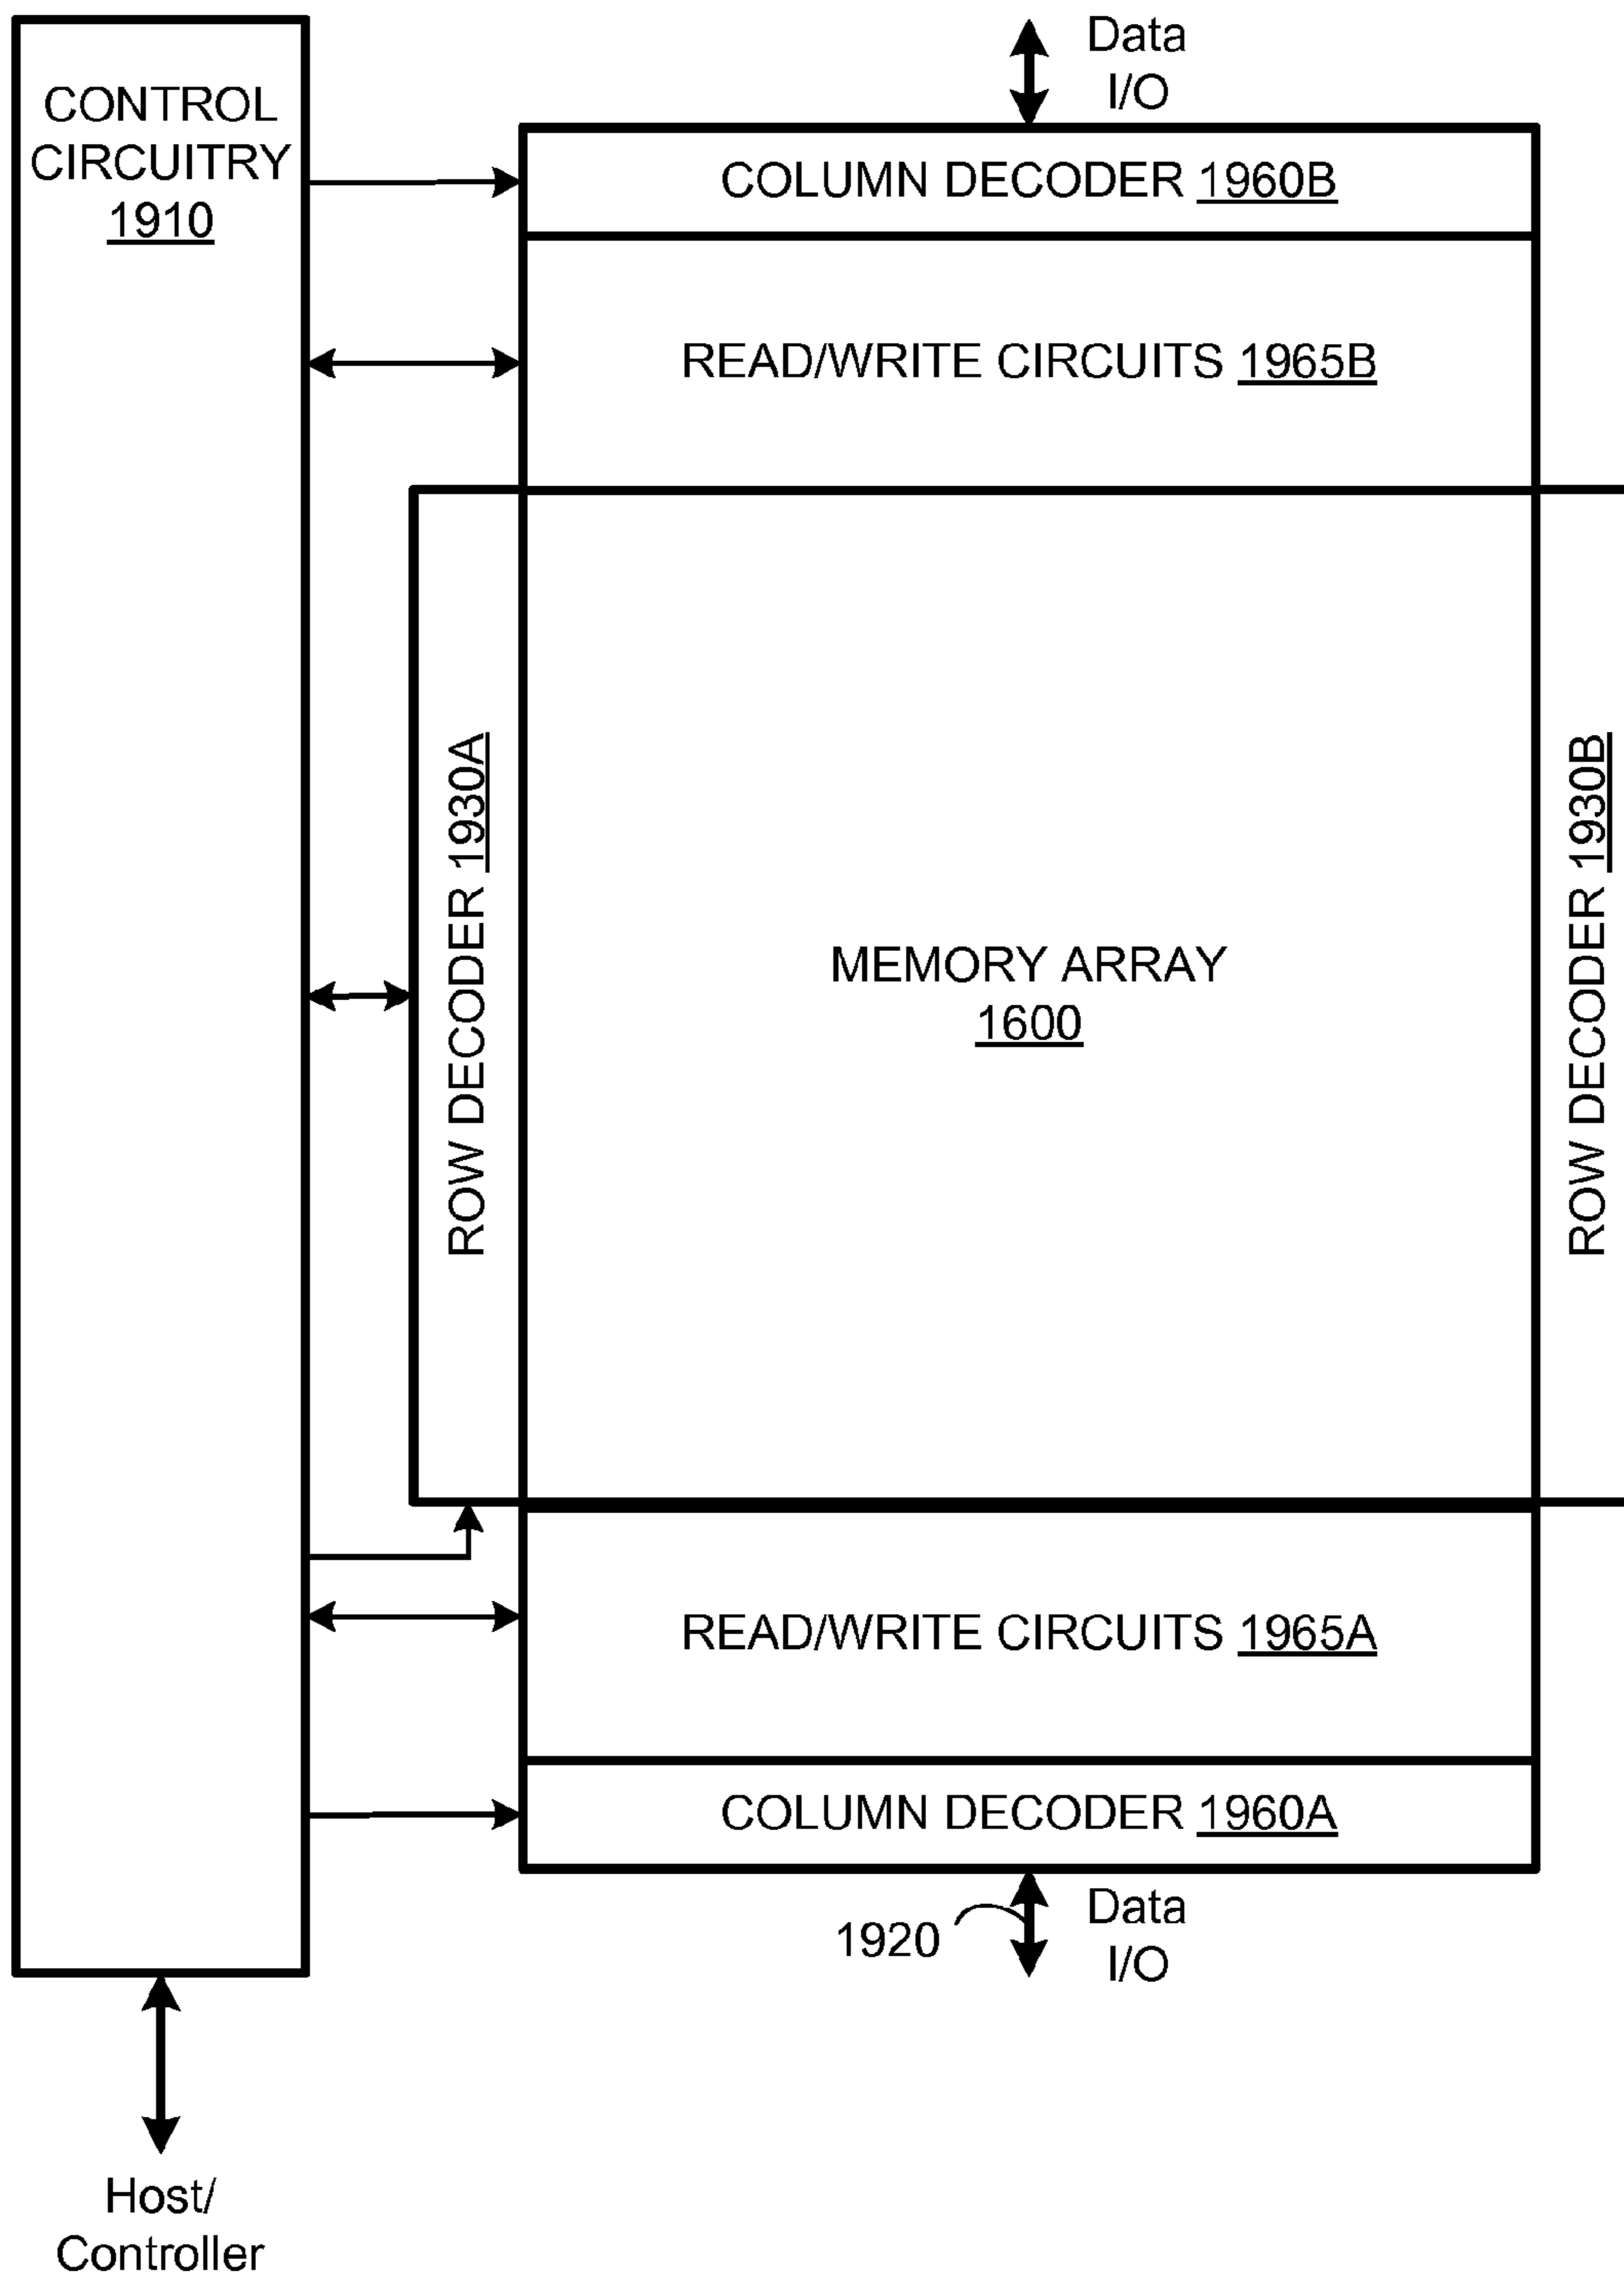 Data
I/O
CONTROL
CIRCUITRY
1910
COLUMN DECODER 1960B
READ/WRITE CIRCUITS 1965B
ROW DECODER 1930A
MEMORY ARRAY
1600
ROW DECODER 1930B
READ/WRITE CIRCUITS 1965A
COLUMN DECODER 1960A
1920
Data
I/O
Host/
Controller